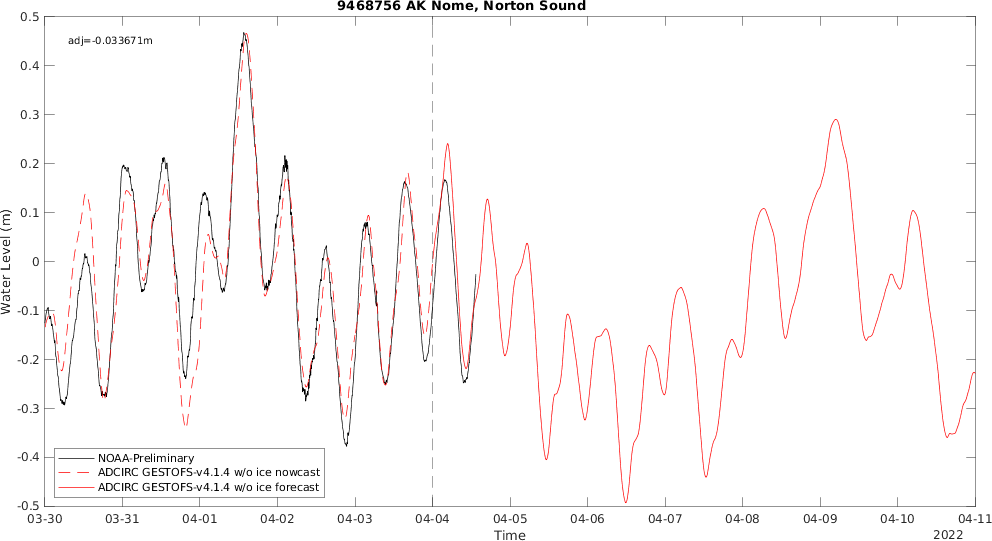 9468756 AK Nome, Norton Sound
adj=-0.033671m
0.5
0.4
0.3
0.2
0.1
0
-0.1
-0.2
-0.3
-0.4
-0.5
Water Level (m)
NOAA-Preliminary
ADCIRC GESTOFS-v4.1.4 w/o ice nowcast
ADCIRC GESTOFS-v4.1.4 w/o ice forecast
03-30 03-31 04-01 04-02 04-03 04-04 04-05 04-06 04-07 04-08 04-09 04-10 04-11
Time
2022